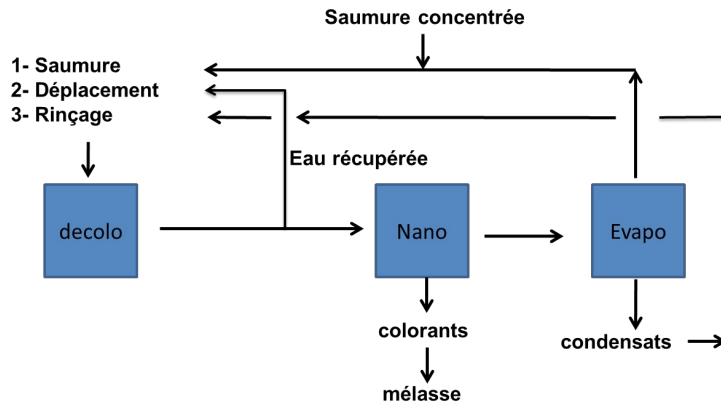 Saumure concentrée
1- Saumure
2- Déplacement
3- Rinçage
Eau récupérée
decolo
Nano
Evapo
colorants
condensats
mélasse